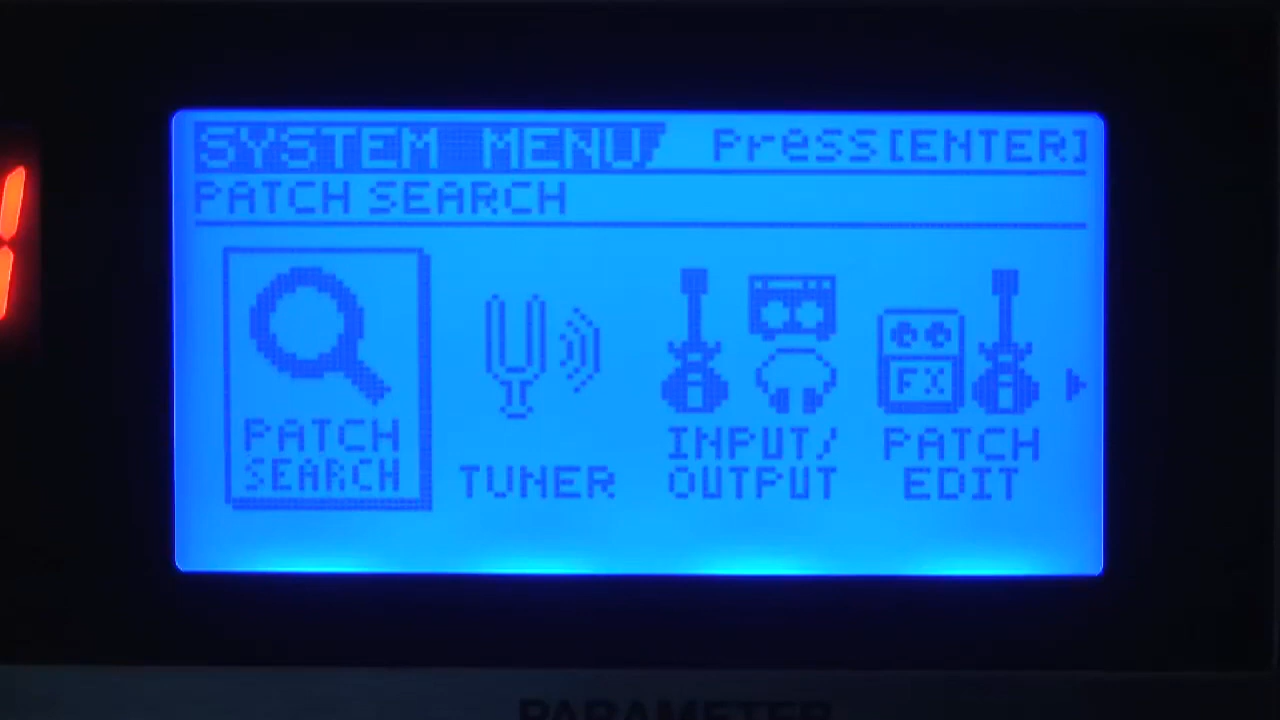 SYSTEM MENU Press[ENTER]
PATCH SEARCH
PATCH
SEARCH
TUNER
INPUT/
OUTPUT
FX
PATCH
EDIT
PARAMETER